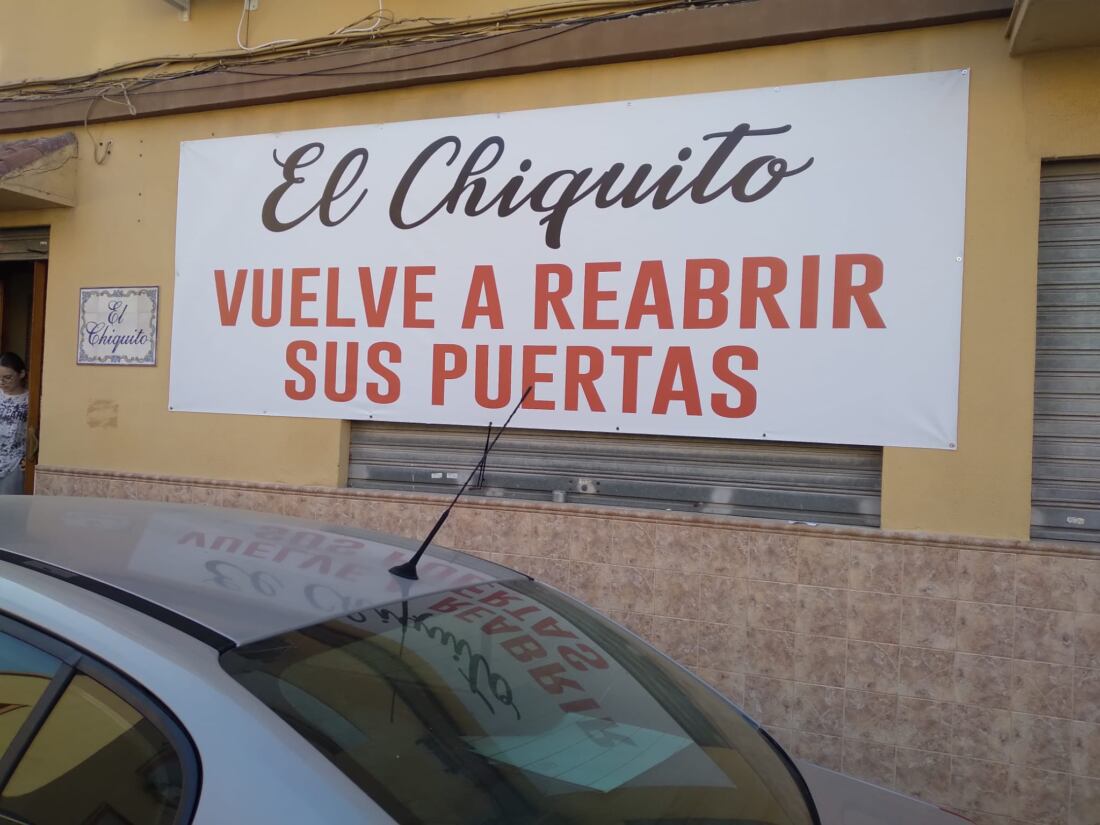 El Chiquito
VUELVE A REABRIR
SUS PUERTAS
El
Chiquito